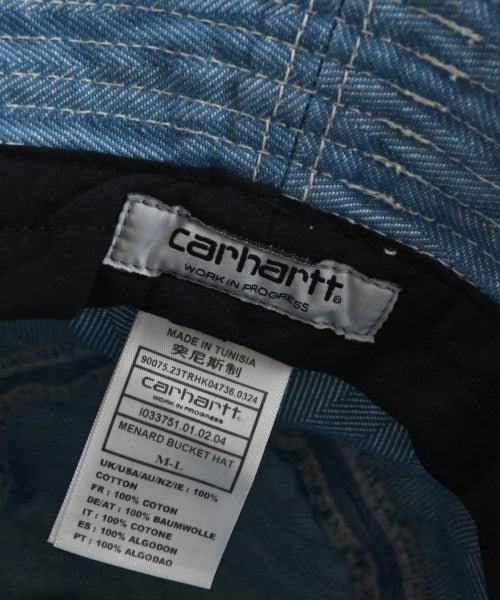 carhartt®
WORK IN PROGRESS
MADE IN TUNISIA
突尼斯制
90075.23TRHK04736.0324
carhartt®
WORK IN PROGRESS
I033751.01.02.04
MENARD BUCKET HAT
M-L
UK/USA/AU/NZ/IE : 100%
COTTON
FR : 100% COTON
DE/AT : 100% BAUMWOLLE
IT : 100% COTONE
ES : 100% ALGODON
PT : 100% ALGODAO